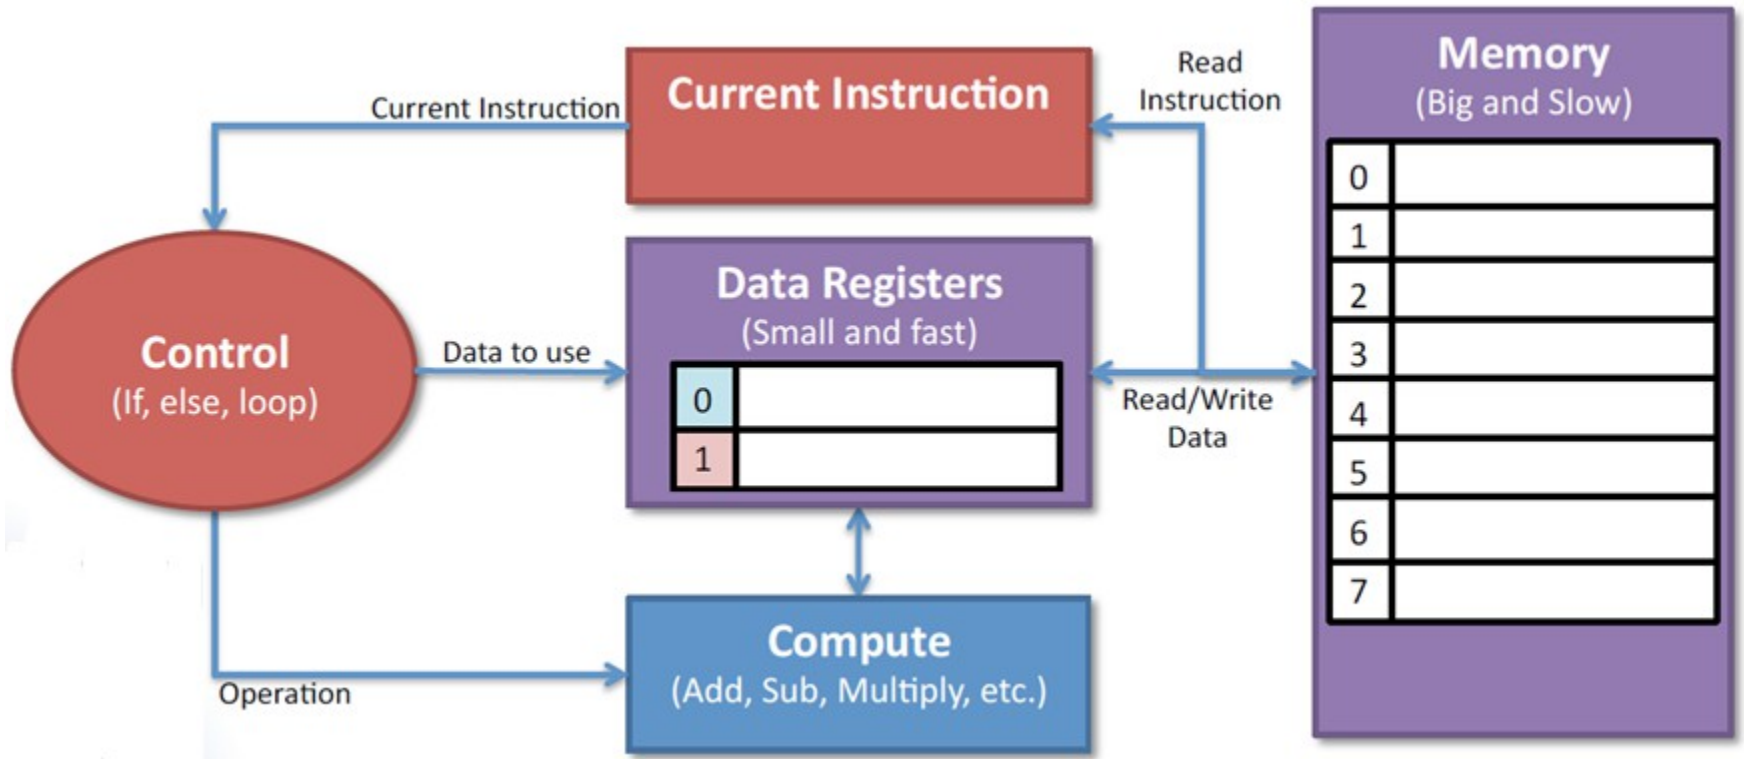 Current Instruction
Current Instruction
Read
Instruction
Memory
(Big and Slow)
0
1
2
3
4
5
6
7
Control
(If, else, loop)
Data to use
Data Registers
(Small and fast)
0
1
Read/Write
Data
Operation
Compute
(Add, Sub, Multiply, etc.)